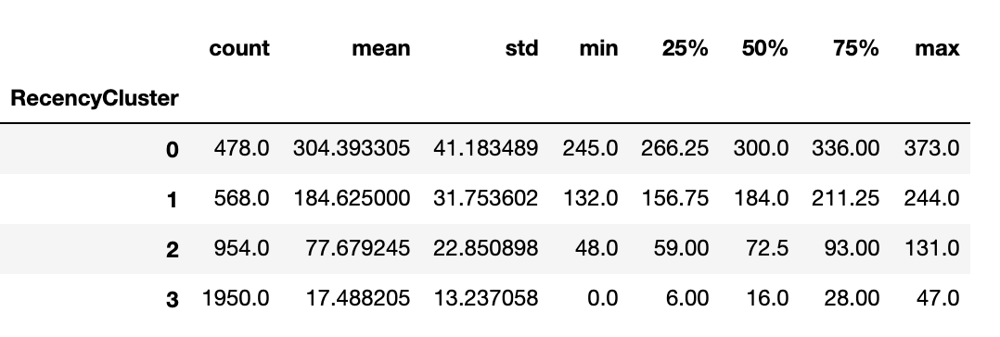 count mean std min 25% 50% 75% max
RecencyCluster
0 478.0 304.393305 41.183489 245.0 266.25 300.0 336.00 373.0
1 568.0 184.625000 31.753602 132.0 156.75 184.0 211.25 244.0
2 954.0 77.679245 22.850898 48.0 59.00 72.5 93.00 131.0
3 1950.0 17.488205 13.237058 0.0 6.00 16.0 28.00 47.0